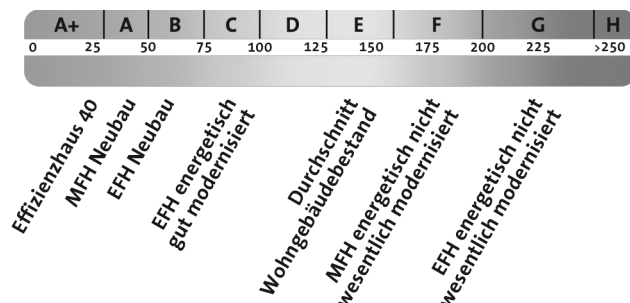 A+ A B C D E F G H
0 25 50 75 100 125 150 175 200 225 >250
Effizienzhaus 40
MFH Neubau
EFH Neubau
EFH energetisch
gut modernisiert
Durchschnitt
Wohngebäudebestand
MFH energetisch nicht
wesentlich modernisiert
EFH energetisch nicht
wesentlich modernisiert